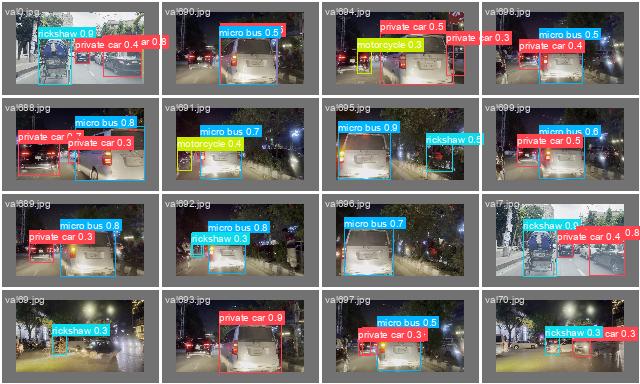 val0.jpg
rickshaw 0.9
private car 0.4
car 0.8
val690.jpg
micro bus 0.5
val694.jpg
private car 0.5
motorcycle 0.3
private car 0.3
val698.jpg
micro bus 0.5
private car 0.4
val688.jpg
micro bus 0.8
private car 0.3
val691.jpg
micro bus 0.7
motorcycle 0.4
val695.jpg
micro bus 0.9
rickshaw 0.5
val699.jpg
micro bus 0.6
private car 0.5
val689.jpg
micro bus 0.8
private car 0.3
val692.jpg
micro bus 0.8
rickshaw 0.3
val696.jpg
micro bus 0.7
val7.jpg
rickshaw 0.9
private car 0.4
0.8
val69.jpg
rickshaw 0.3
val693.jpg
private car 0.9
val697.jpg
micro bus 0.5
private car 0.3
val70.jpg
rickshaw 0.3
car 0.3